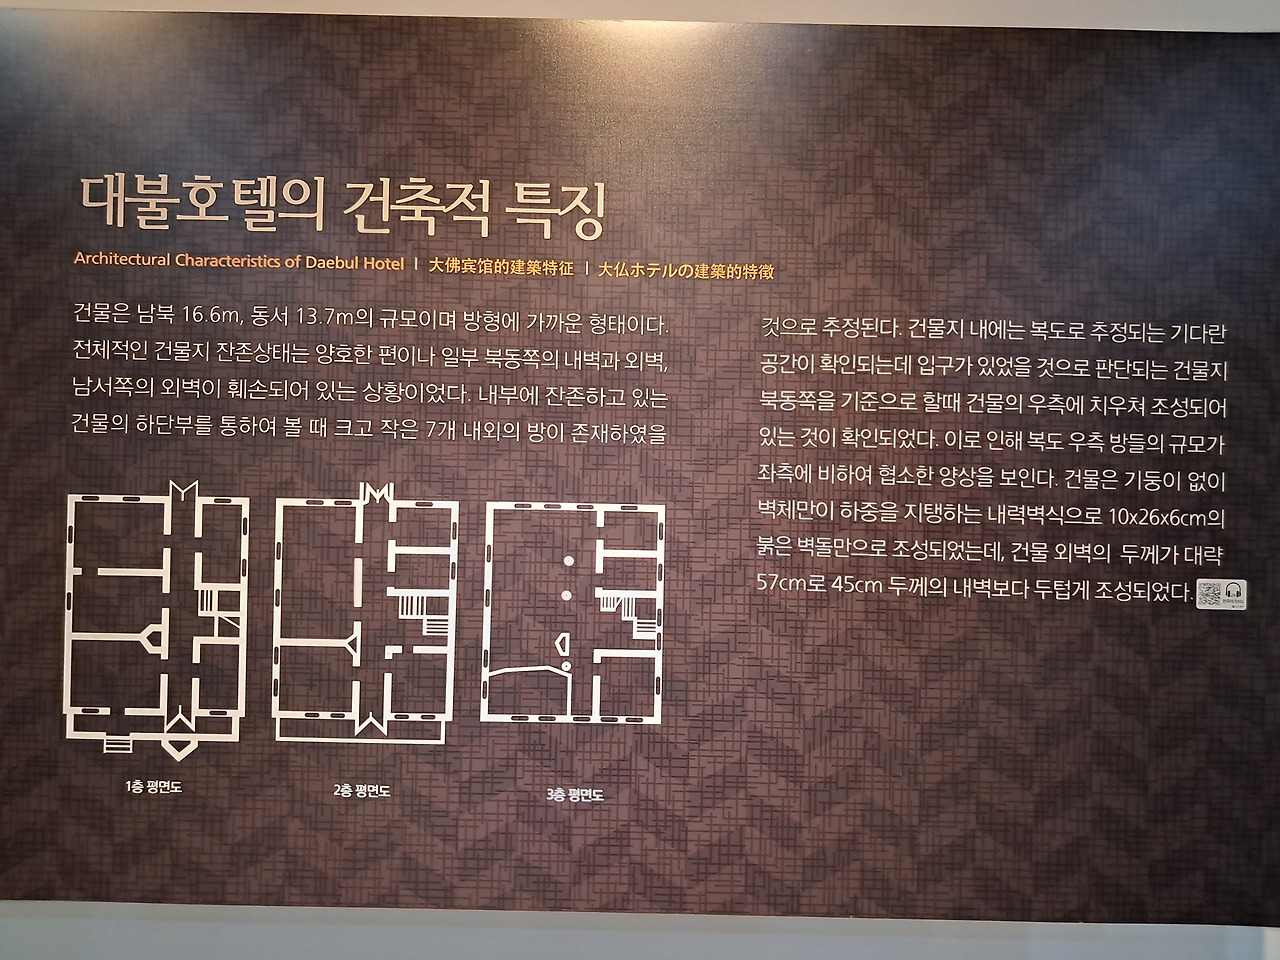 대불호텔의 건축적 특징
Architectural Characteristics of Daebul Hotel | 大佛宾馆的建築特征 | 大仏ホテルの建築的特徴
건물은 남북 16.6m, 동서 13.7m의 규모이며 방형에 가까운 형태이다.
전체적인 건물지 잔존상태는 양호한 편이나 일부 북동쪽의 내벽과 외벽,
남서쪽의 외벽이 훼손되어 있는 상황이었다. 내부에 잔존하고 있는
건물의 하단부를 통하여 볼 때 크고 작은 7개 내외의 방이 존재하였을
것으로 추정된다. 건물지 내에는 복도로 추정되는 기다란
공간이 확인되는데 입구가 있었을 것으로 판단되는 건물지
북동쪽을 기준으로 할때 건물의 우측에 치우쳐 조성되어
있는 것이 확인되었다. 이로 인해 복도 우측 방들의 규모가
좌측에 비하여 협소한 양상을 보인다. 건물은 기둥이 없이
벽체만이 하중을 지탱하는 내력벽식으로 10x26x6cm의
붉은 벽돌만으로 조성되었는데, 건물 외벽의 두께가 대략
57cm로 45cm 두께의 내벽보다 두텁게 조성되었다.
1층 평면도
2층 평면도
3층 평면도